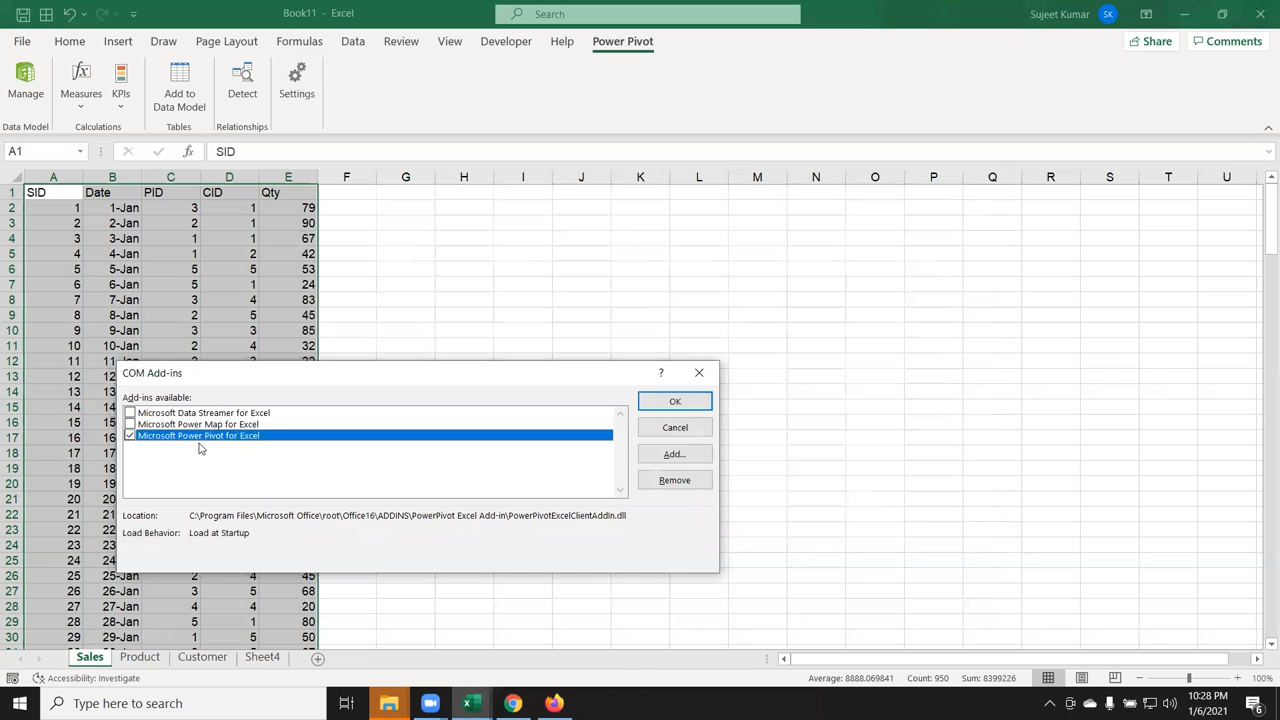 Book11 - Excel
Search
Sujeet Kumar
SK
File Home Insert Draw Page Layout Formulas Data Review View Developer Help Power Pivot
Share
Comments
Manage
Measures
KPIs
Add to
Data Model
Detect
Settings
Data Model
Calculations
Tables
Relationships
A1
fx
SID
A B C D E F G H I J K L M N O P Q R S T U
1 SID Date PID CID Qty
2 1 1-Jan 3 1 79
3 2 2-Jan 2 1 90
4 3 3-Jan 1 1 67
5 4 4-Jan 1 2 42
6 5 5-Jan 5 5 53
7 6 6-Jan 5 1 24
8 7 7-Jan 3 4 83
9 8 8-Jan 2 5 45
10 9 9-Jan 3 3 85
11 10 10-Jan 2 4 32
12 11
13 12
14 13
15 14
16 15
17 16
18 17
19 18
20 19
21 20
22 21
23 22
24 23
25 24
26 25 25-Jan 2 4 45
27 26 26-Jan 3 5 68
28 27 27-Jan 4 4 20
29 28 28-Jan 5 1 80
30 29 29-Jan 1 5 50
COM Add-ins
?
Add-ins available:
Microsoft Data Streamer for Excel
Microsoft Power Map for Excel
Microsoft Power Pivot for Excel
OK
Cancel
Add...
Remove
Location: C:\Program Files\Microsoft Office\root\Office16\ADDINS\PowerPivot Excel Add-in\PowerPivotExcelClientAddIn.dll
Load Behavior: Load at Startup
Sales Product Customer Sheet4
Accessibility: Investigate
Average: 8888.069841 Count: 950 Sum: 8399226
100%
Type here to search
10:28 PM
1/6/2021
6